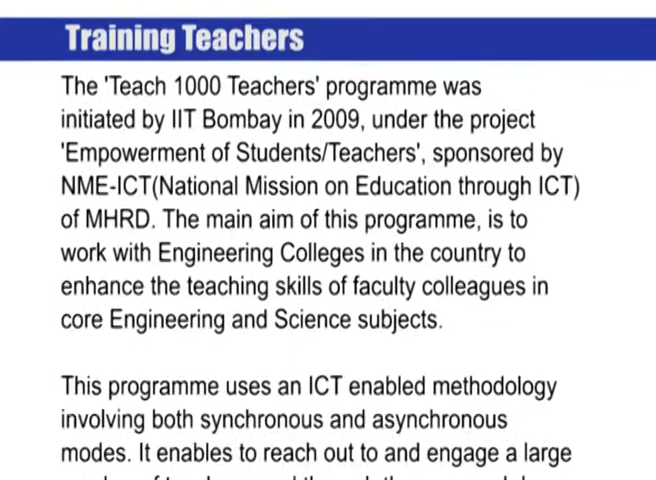 Training Teachers
The 'Teach 1000 Teachers' programme was
initiated by IIT Bombay in 2009, under the project
'Empowerment of Students/Teachers', sponsored by
NME-ICT(National Mission on Education through ICT)
of MHRD. The main aim of this programme, is to
work with Engineering Colleges in the country to
enhance the teaching skills of faculty colleagues in
core Engineering and Science subjects.
This programme uses an ICT enabled methodology
involving both synchronous and asynchronous
modes. It enables to reach out to and engage a large